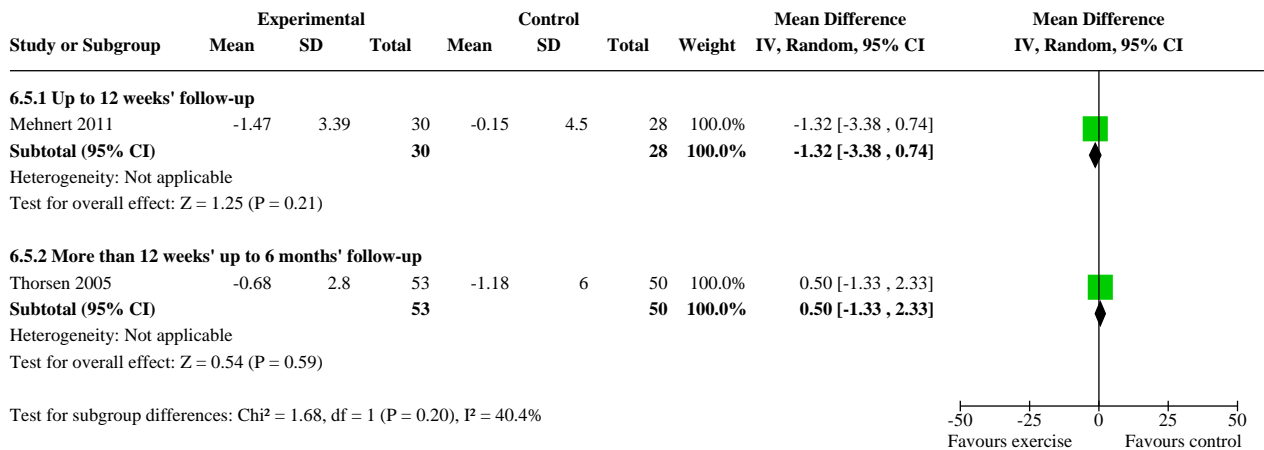 Experimental Control Mean Difference Mean Difference
Study or Subgroup Mean SD Total Mean SD Total Weight IV, Random, 95% CI IV, Random, 95% CI
6.5.1 Up to 12 weeks' follow-up
Mehnert 2011 -1.47 3.39 30 -0.15 4.5 28 100.0% -1.32 [-3.38 , 0.74]
Subtotal (95% CI) 30 28 100.0% -1.32 [-3.38 , 0.74]
Heterogeneity: Not applicable
Test for overall effect: Z = 1.25 (P = 0.21)
6.5.2 More than 12 weeks' up to 6 months' follow-up
Thorsen 2005 -0.68 2.8 53 -1.18 6 50 100.0% 0.50 [-1.33 , 2.33]
Subtotal (95% CI) 53 50 100.0% 0.50 [-1.33 , 2.33]
Heterogeneity: Not applicable
Test for overall effect: Z = 0.54 (P = 0.59)
Test for subgroup differences: Chi² = 1.68, df = 1 (P = 0.20), I² = 40.4%
-50 -25 0 25 50
Favours exercise Favours control